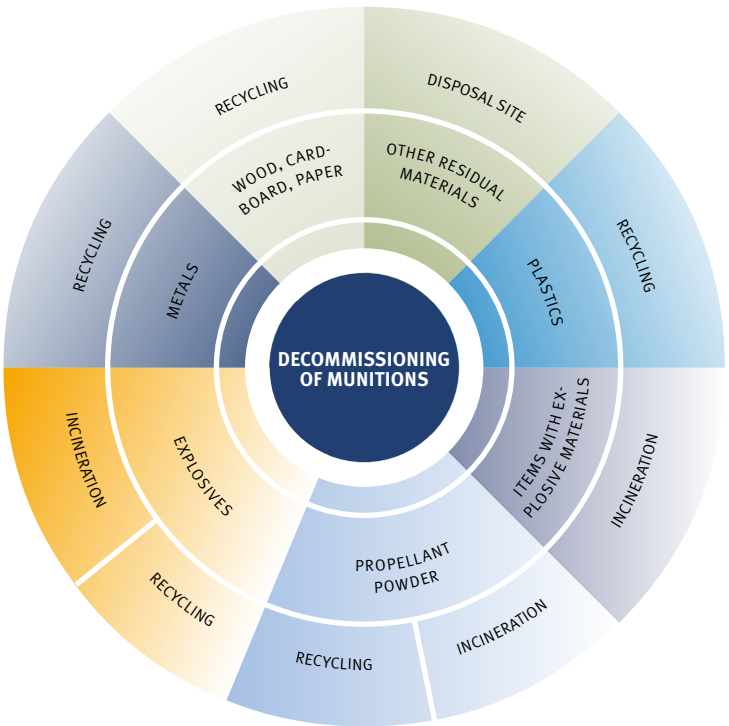 DECOMMISSIONING
OF MUNITIONS
RECYCLING
WOOD, CARD-
BOARD, PAPER
DISPOSAL SITE
OTHER RESIDUAL
MATERIALS
RECYCLING
PLASTICS
INCINERATION
ITEMS WITH EX-
PLOSIVE MATERIALS
INCINERATION
RECYCLING
PROPELLANT
POWDER
RECYCLING
INCINERATION
EXPLOSIVES
RECYCLING
METALS